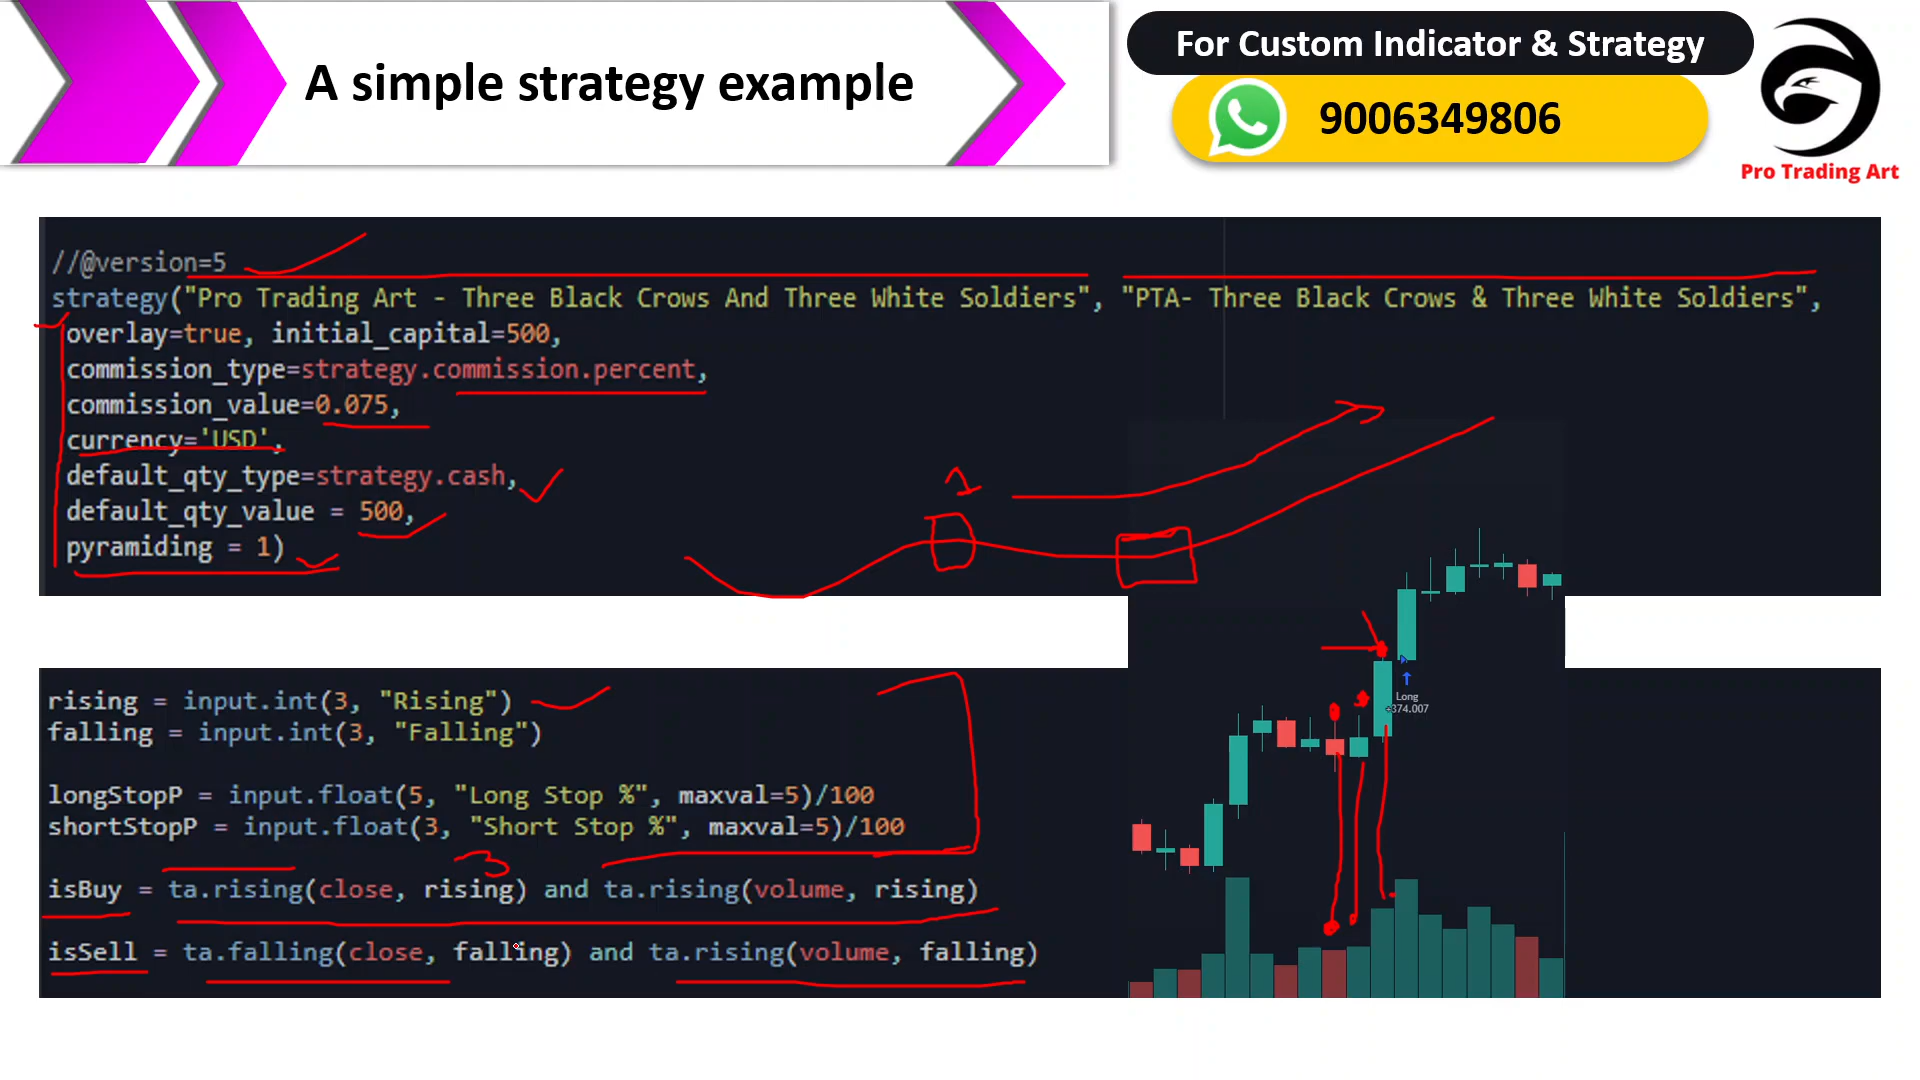 A simple strategy example
For Custom Indicator & Strategy
9006349806
Pro Trading Art
//@version=5
strategy("Pro Trading Art - Three Black Crows And Three White Soldiers", "PTA- Three Black Crows & Three White Soldiers",
overlay=true, initial_capital=500,
commission_type=strategy.commission.percent,
commission_value=0.075,
currency='USD',
default_qty_type=strategy.cash,
default_qty_value = 500,
pyramiding = 1)
1
rising = input.int(3, "Rising")
falling = input.int(3, "Falling")
longStopP = input.float(5, "Long Stop %", maxval=5)/100
shortStopP = input.float(3, "Short Stop %", maxval=5)/100
3
isBuy = ta.rising(close, rising) and ta.rising(volume, rising)
isSell = ta.falling(close, falling) and ta.rising(volume, falling)
Long
+374.007